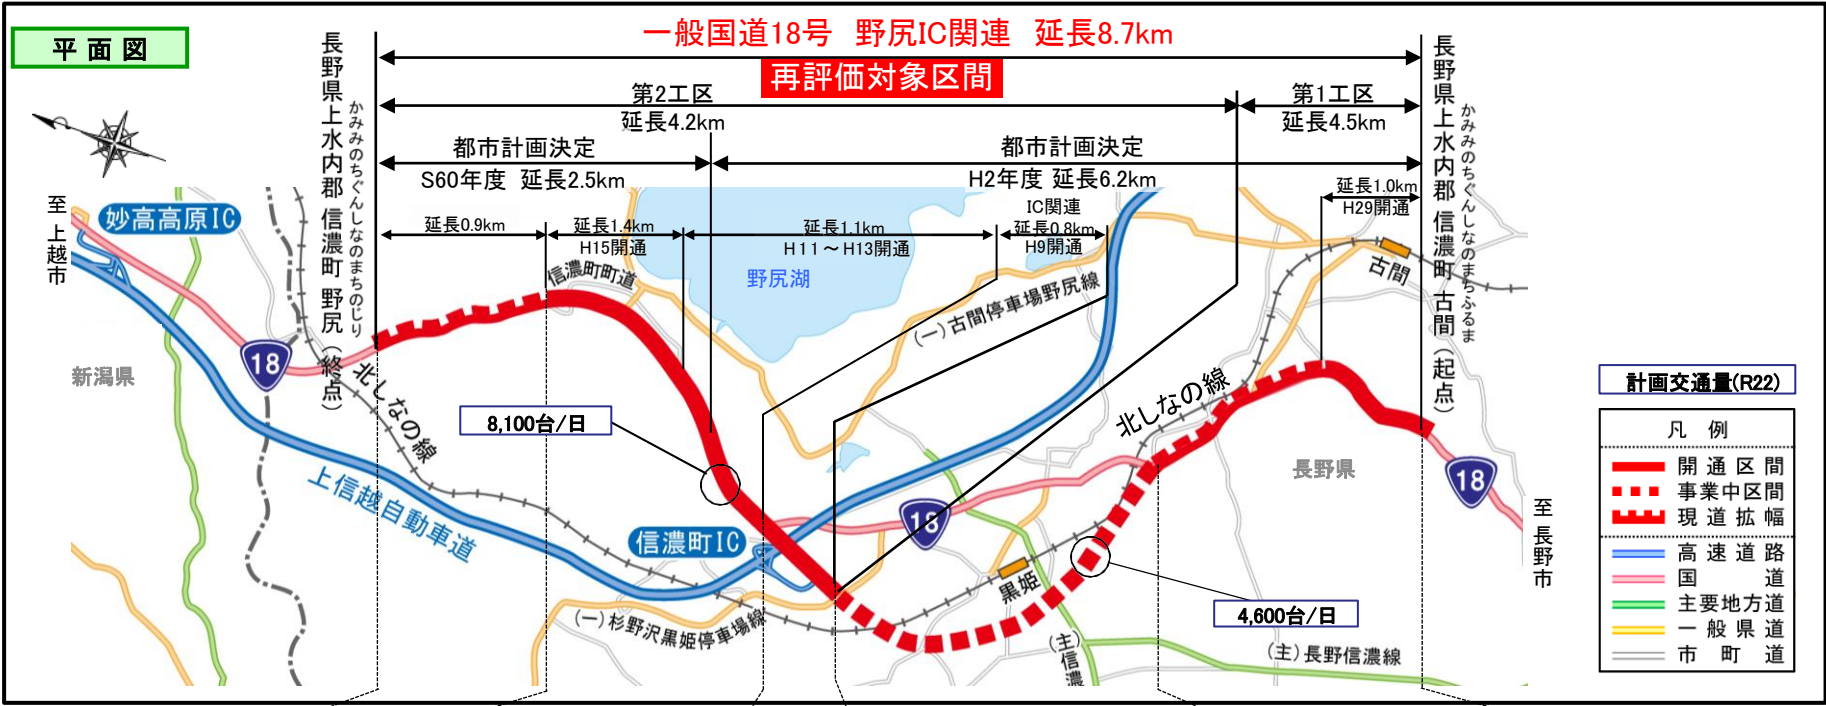 平面図
一般国道18号 野尻IC関連 延長8.7km
再評価対象区間
第2工区
延長4.2km
第1工区
延長4.5km
都市計画決定
S60年度 延長2.5km
都市計画決定
H2年度 延長6.2km
延長0.9km
延長1.4km
H15開通
延長1.1km
H11～H13開通
IC関連
延長0.8km
H9開通
延長1.0km
H29開通
長野県上水内郡 信濃町 野尻(終点)
かみみのちぐんしなのまちのじり
長野県上水内郡 信濃町 古間(起点)
かみみのちぐんしなのまちふるま
至 上越市
妙高高原IC
新潟県
18
北しなの線
上信越自動車道
信濃町町道
野尻湖
(一)古間停車場野尻線
古間
8,100台/日
信濃町IC
18
北しなの線
長野県
18
至 長野市
黒姫
4,600台/日
(一)杉野沢黒姫停車場線
(主)信濃
(主)長野信濃線
計画交通量(R22)
凡例
開通区間
事業中区間
現道拡幅
高速道路
国道
主要地方道
一般県道
市町道